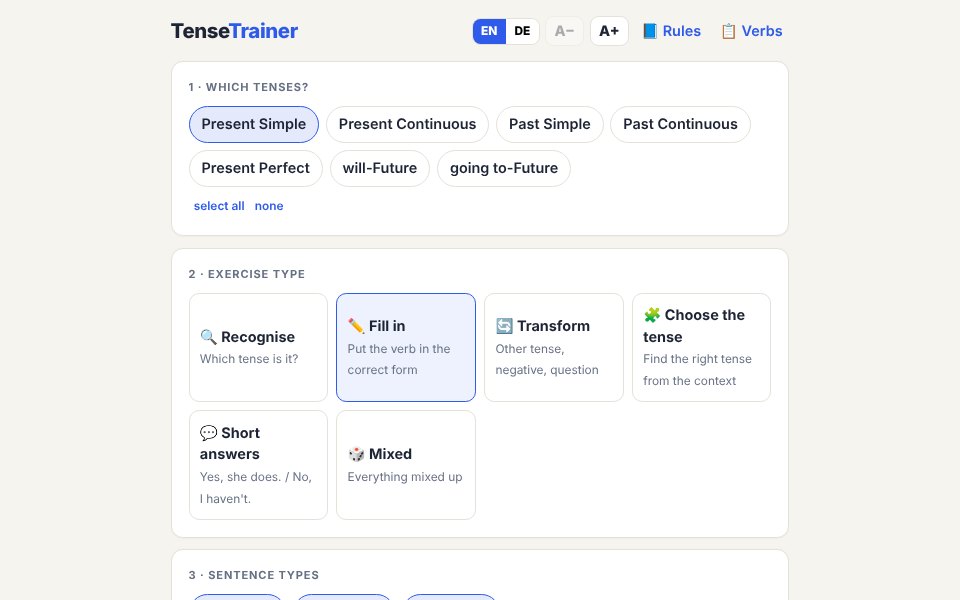 TenseTrainer
EN DE A− A+ 📘 Rules 📋 Verbs
1 · WHICH TENSES?
Present Simple Present Continuous Past Simple Past Continuous
Present Perfect will-Future going to-Future
select all none
2 · EXERCISE TYPE
🔍 Recognise
Which tense is it?
✏️ Fill in
Put the verb in the
correct form
🔄 Transform
Other tense,
negative, question
🧩 Choose the
tense
Find the right tense
from the context
💬 Short
answers
Yes, she does. / No,
I haven't.
🎲 Mixed
Everything mixed up
3 · SENTENCE TYPES